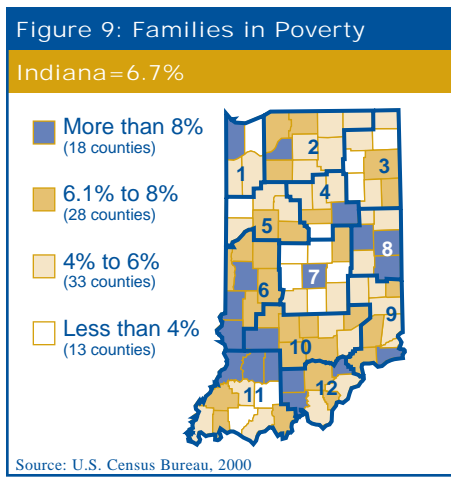 Figure 9: Families in Poverty
Indiana=6.7%
More than 8%
(18 counties)
6.1% to 8%
(28 counties)
4% to 6%
(33 counties)
Less than 4%
(13 counties)
1
2
3
4
5
6
7
8
9
10
11
12
Source: U.S. Census Bureau, 2000